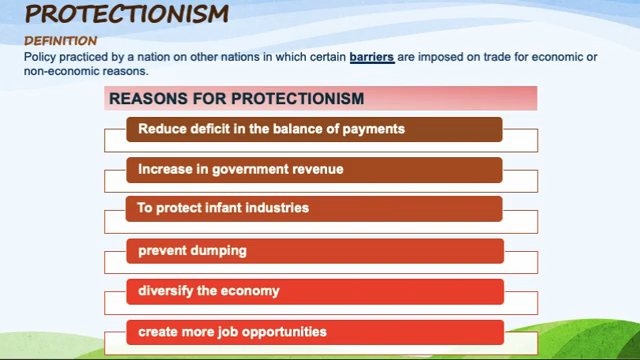 PROTECTIONISM
DEFINITION
Policy practiced by a nation on other nations in which certain barriers are imposed on trade for economic or
non-economic reasons.
REASONS FOR PROTECTIONISM
Reduce deficit in the balance of payments
Increase in government revenue
To protect infant industries
prevent dumping
diversify the economy
create more job opportunities